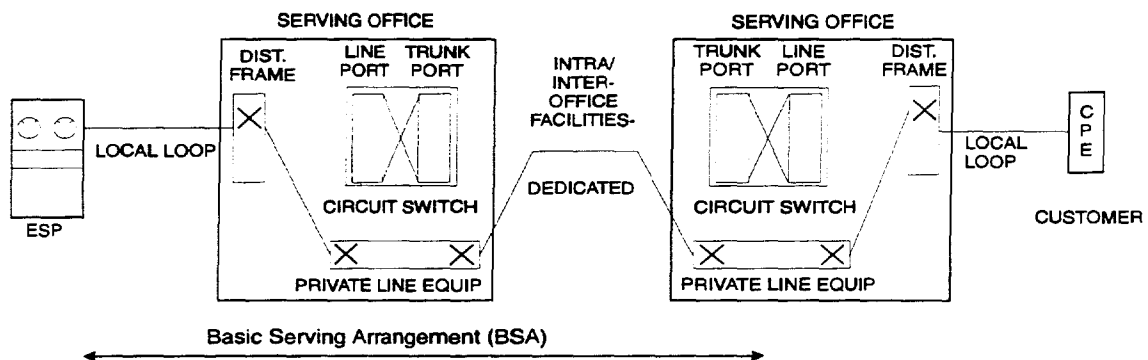 SERVING OFFICE
DIST.
FRAME
LINE
PORT
TRUNK
PORT
CIRCUIT SWITCH
PRIVATE LINE EQUIP
ESP
LOCAL LOOP
INTRA/
INTER-
OFFICE
FACILITIES-
DEDICATED
SERVING OFFICE
TRUNK
PORT
LINE
PORT
DIST.
FRAME
CIRCUIT SWITCH
PRIVATE LINE EQUIP
LOCAL
LOOP
CPE
CUSTOMER
Basic Serving Arrangement (BSA)